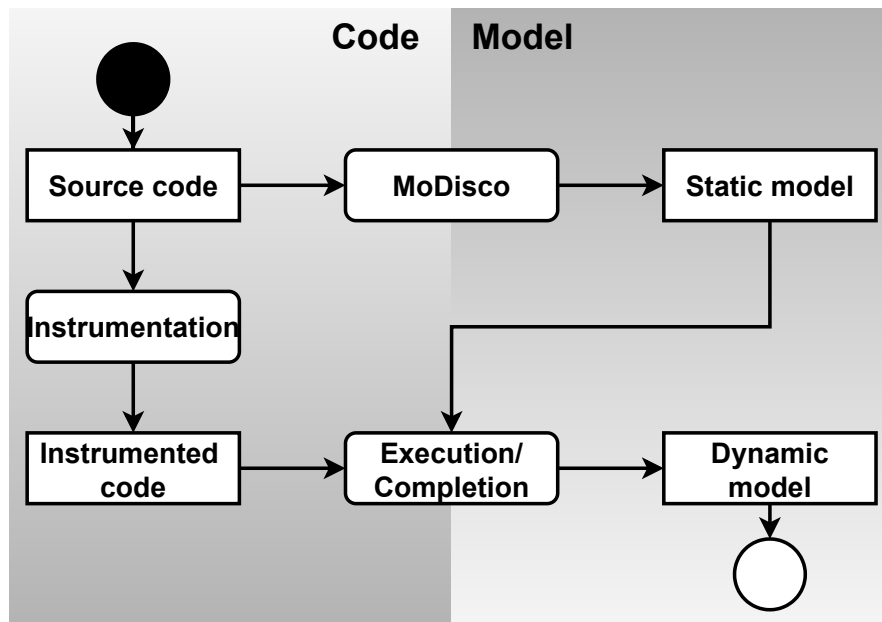 Code Model
Source code
MoDisco
Static model
Instrumentation
Instrumented
code
Execution/
Completion
Dynamic
model